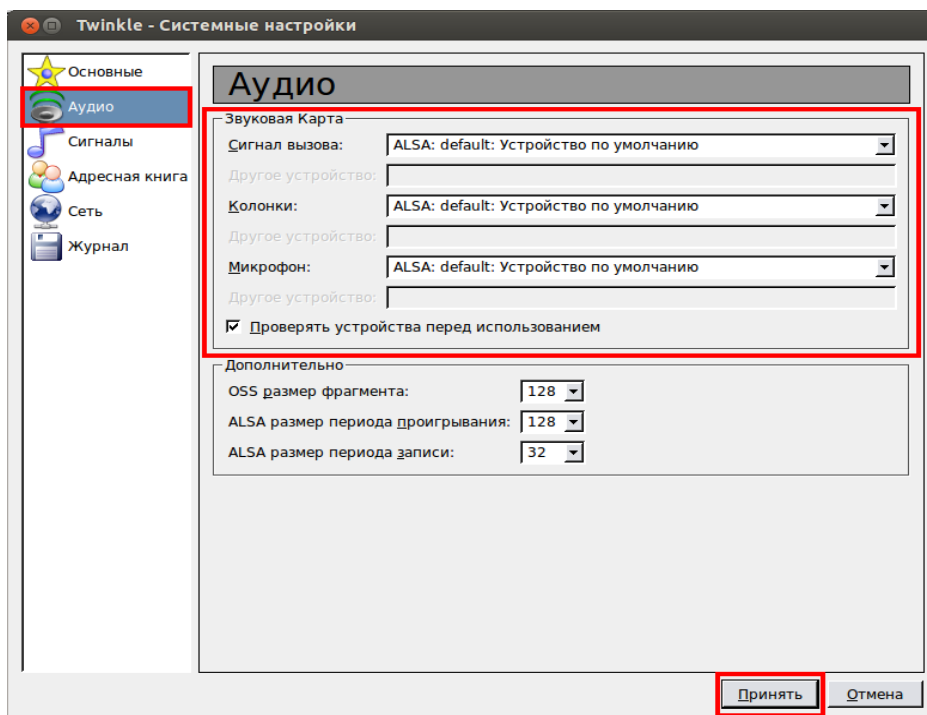 Twinkle - Системные настройки
Основные
Аудио
Сигналы
Адресная книга
Сеть
Журнал
Аудио
Звуковая Карта
Сигнал вызова: ALSA: default: Устройство по умолчанию
Другое устройство:
Колонки: ALSA: default: Устройство по умолчанию
Другое устройство:
Микрофон: ALSA: default: Устройство по умолчанию
Другое устройство:
Проверять устройства перед использованием
Дополнительно
OSS размер фрагмента: 128
ALSA размер периода проигрывания: 128
ALSA размер периода записи: 32
Принять Отмена